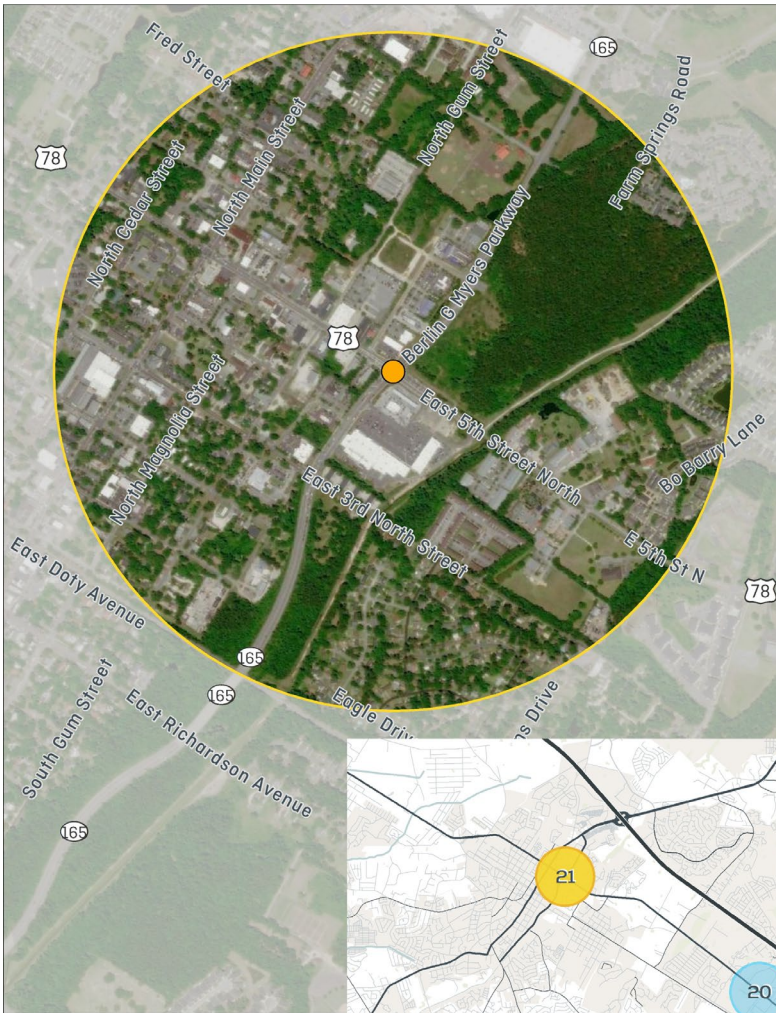 Fred Street
165
North Gum Street
Farm Springs Road
78
North Main Street
North Cedar Street
Berlin G Myers Parkway
78
North Magnolia Street
East 5th Street North
Bo Barry Lane
East 3rd North Street
E 5th St N
East Doty Avenue
78
165
165
South Gum Street
East Richardson Avenue
Eagle Driv
ns Drive
165
21
20